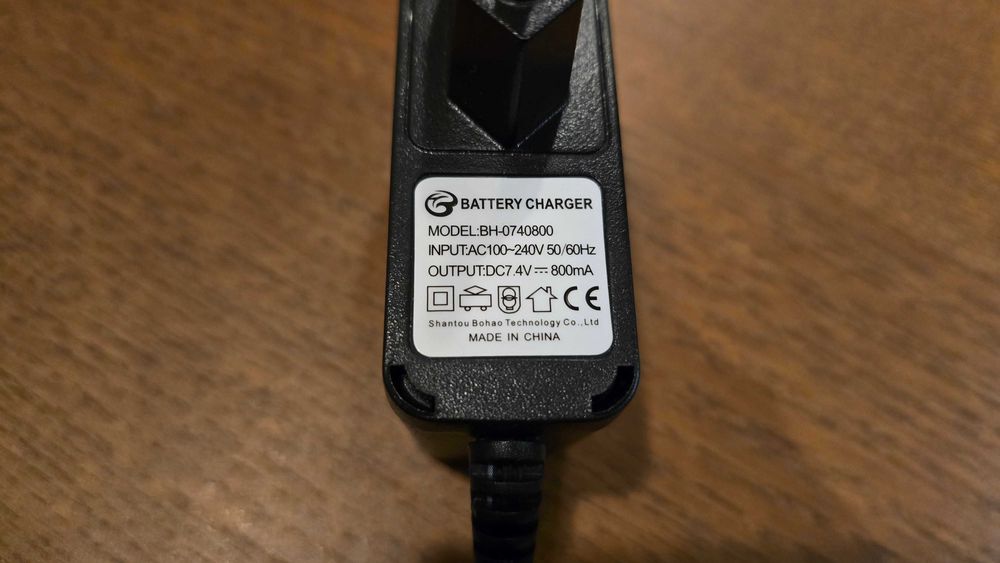 BATTERY CHARGER
MODEL:BH-0740800
INPUT:AC100~240V 50/60Hz
OUTPUT:DC7.4V ⎓ 800mA
CE
Shantou Bohao Technology Co.,Ltd
MADE IN CHINA